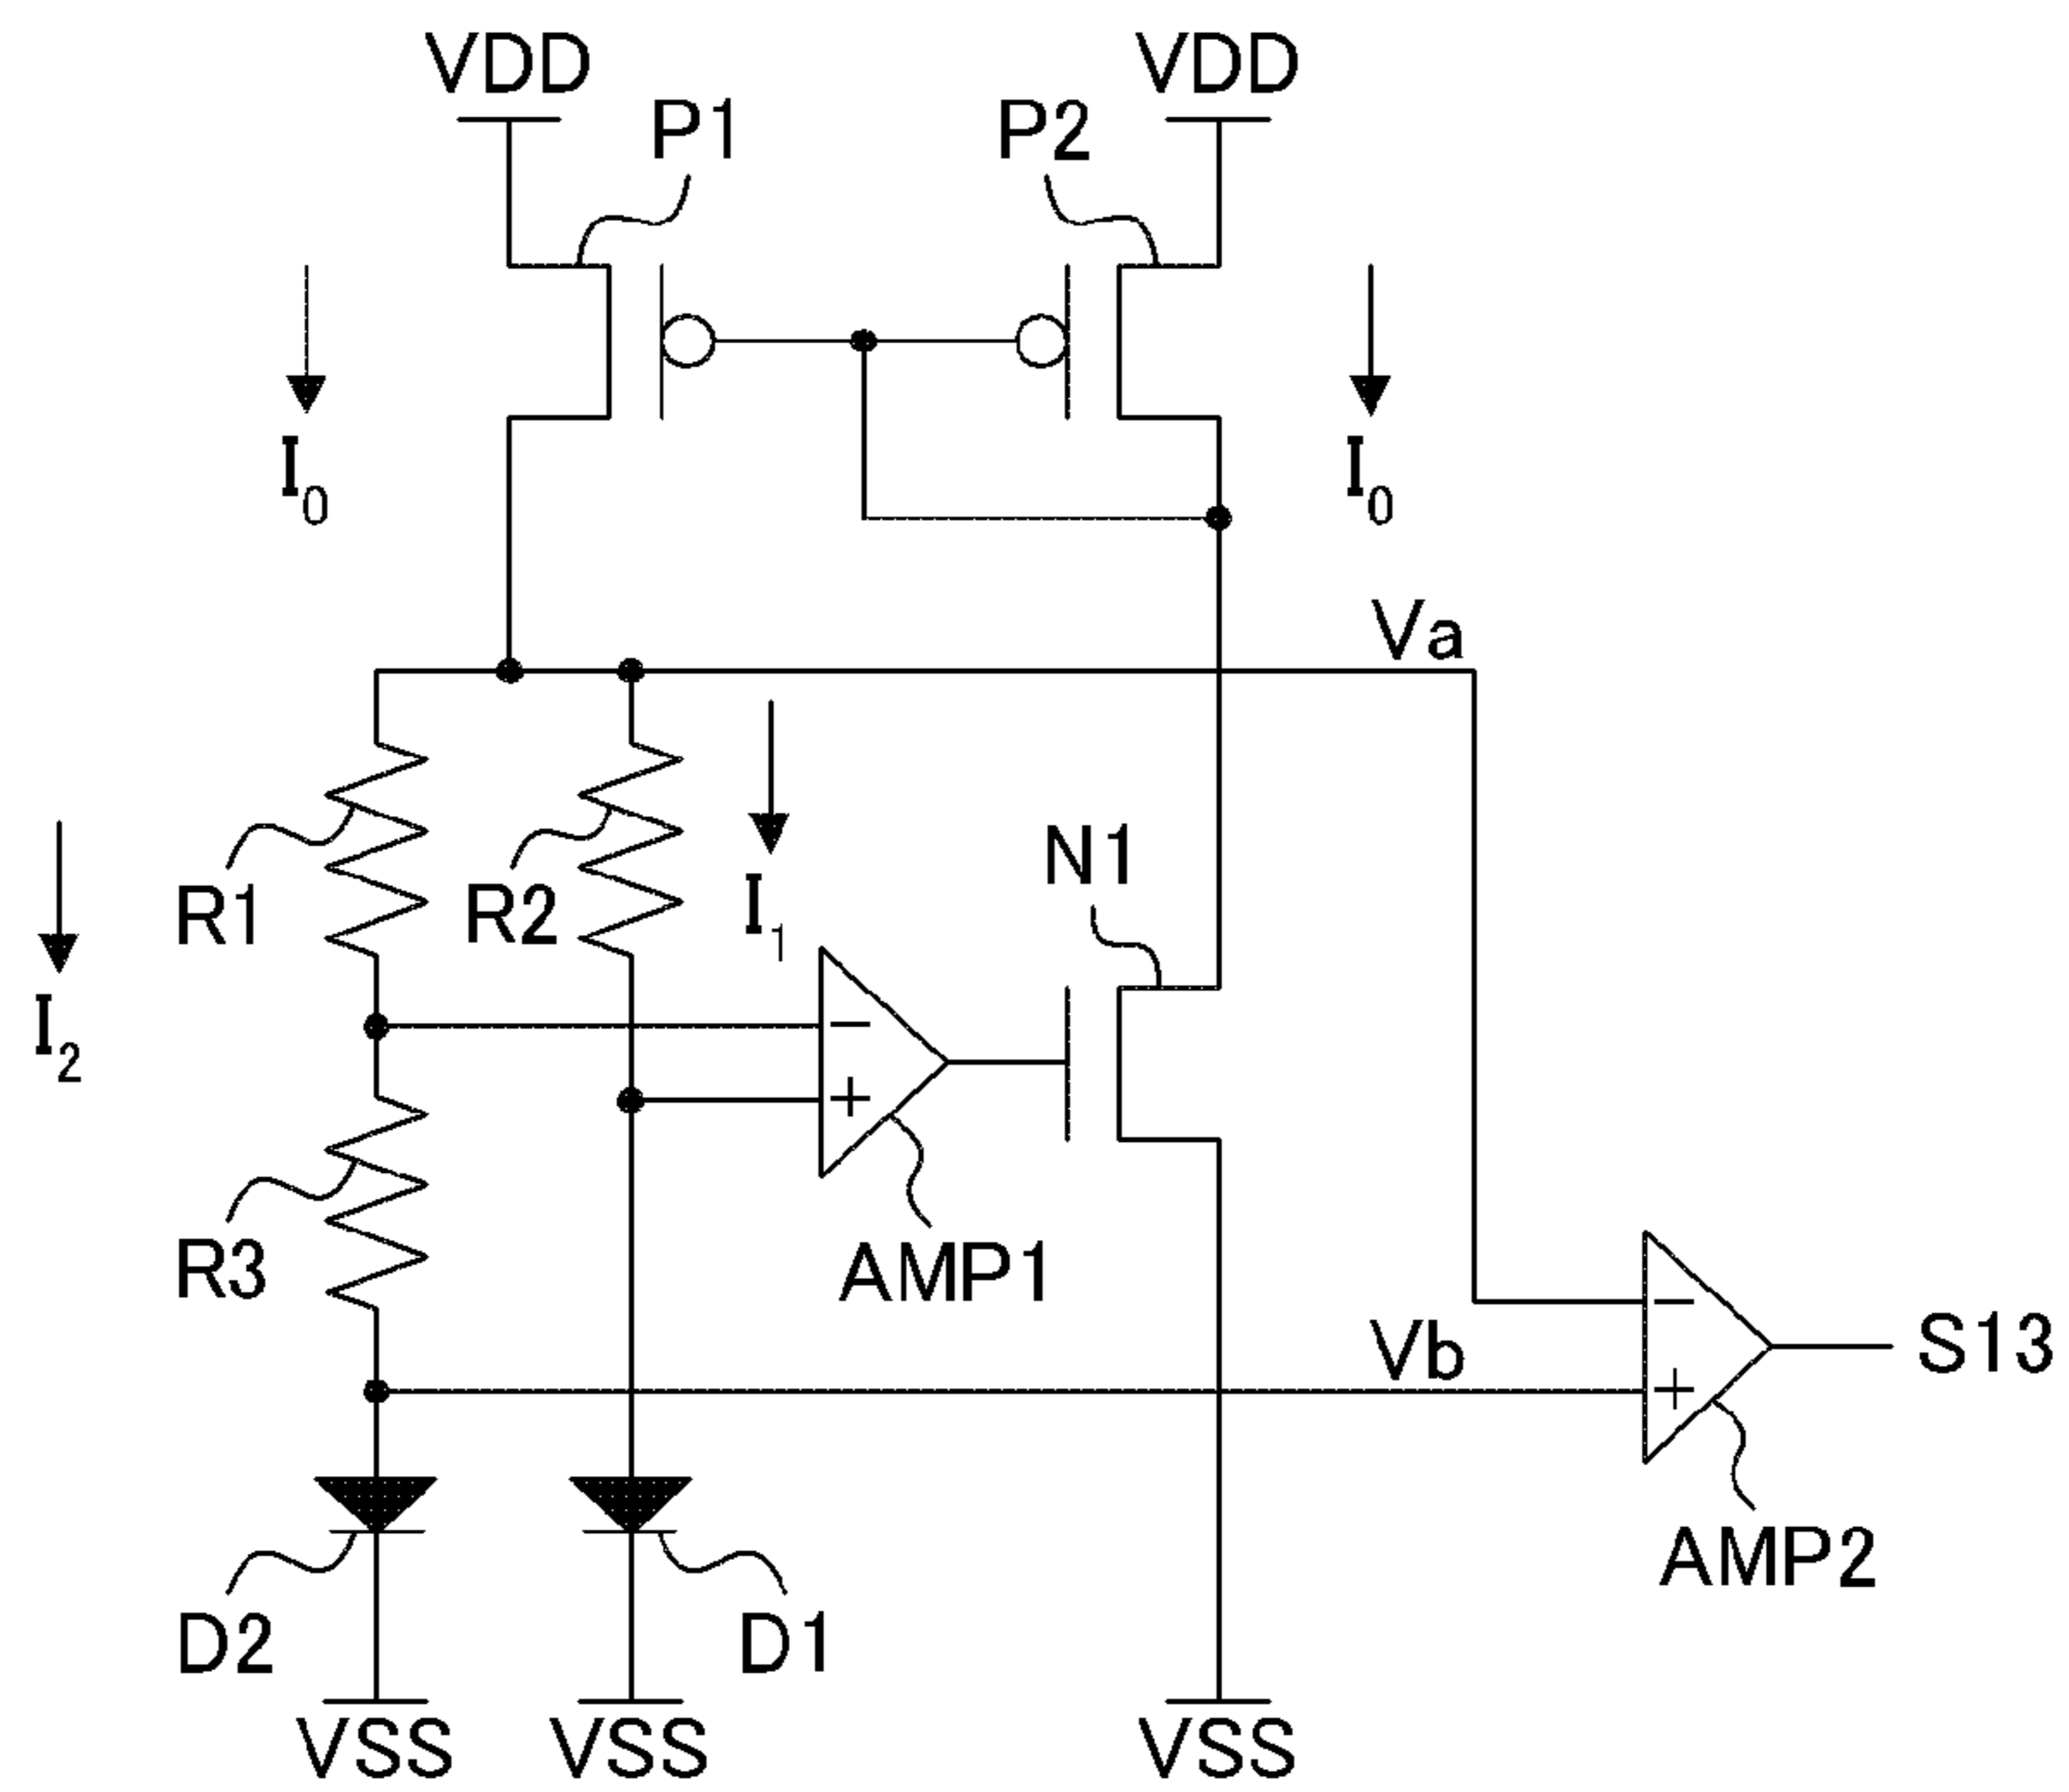 VDD
VDD
P1
P2
I0
I0
Va
R1
R2
I1
N1
I2
R3
AMP1
Vb
S13
D2
D1
AMP2
VSS
VSS
VSS
−
+
−
+